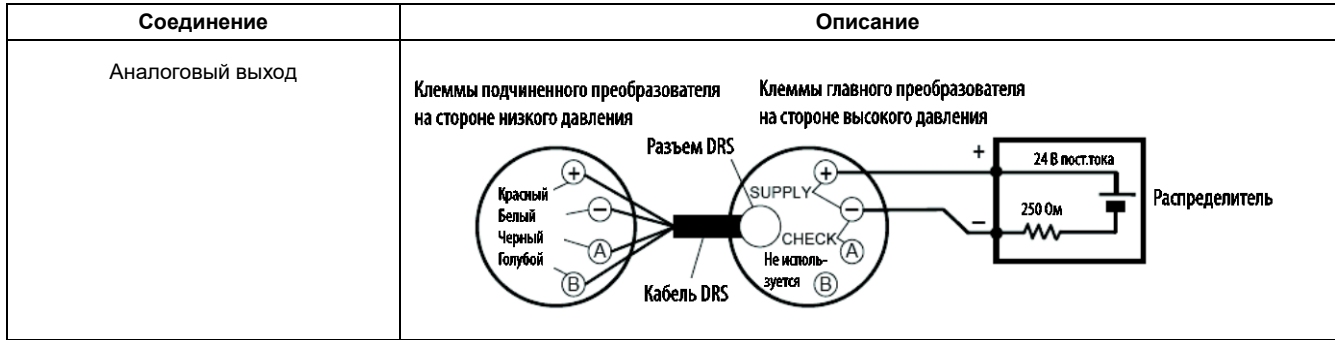 Соединение
Описание
Аналоговый выход
Клеммы подчиненного преобразователя
на стороне низкого давления
Клеммы главного преобразователя
на стороне высокого давления
Разъем DRS
Красный
Белый
Черный
Голубой
+
−
A
B
Кабель DRS
SUPPLY
+
−
CHECK
A
Не исполь-
зуется
B
+
−
24 В пост.тока
250 Ом
Распределитель